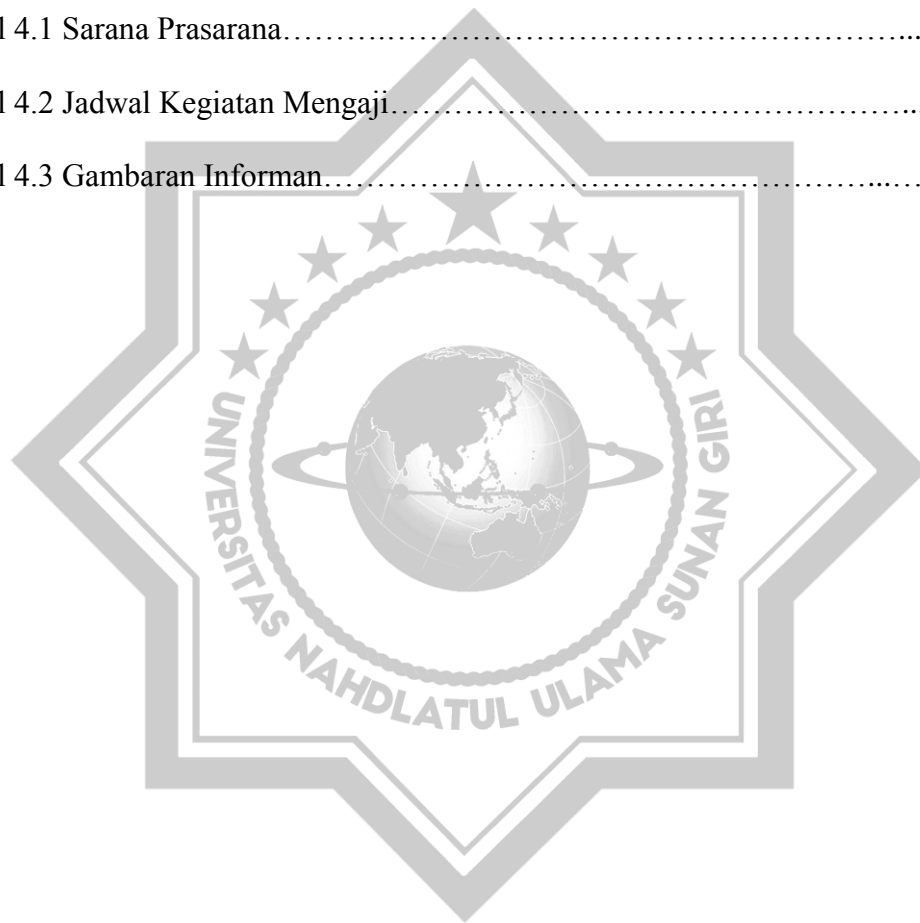 l 4.1 Sarana Prasarana……….……………………………………………...
l 4.2 Jadwal Kegiatan Mengaji……………………………………………..
l 4.3 Gambaran Informan………………………………………………...…
UNIVERSITAS NAHDLATUL ULAMA SUNAN GIRI